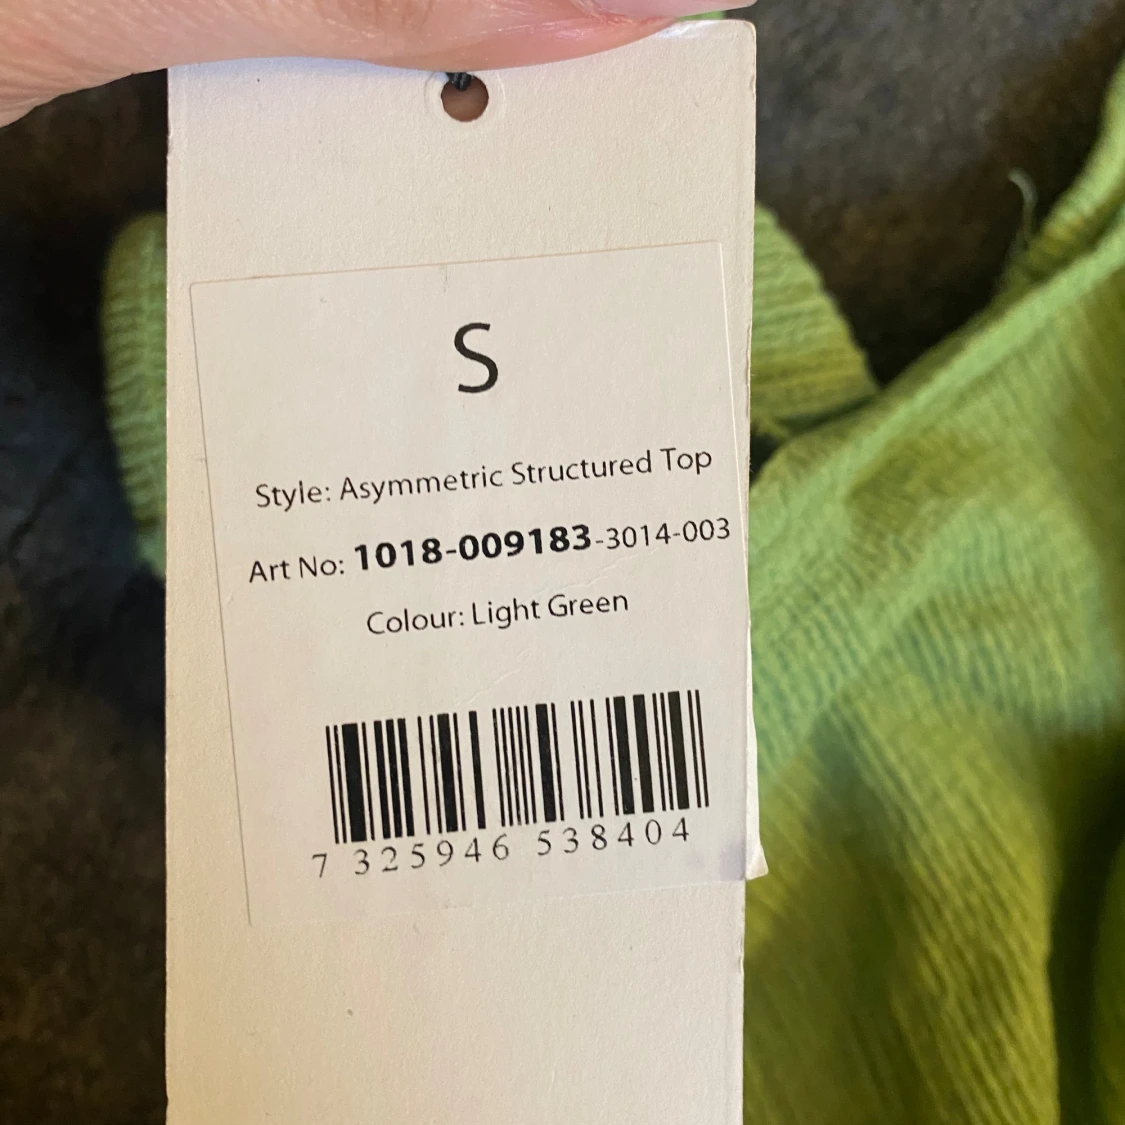 S
Style: Asymmetric Structured Top
Art No: 1018-009183-3014-003
Colour: Light Green
7 325946 538404